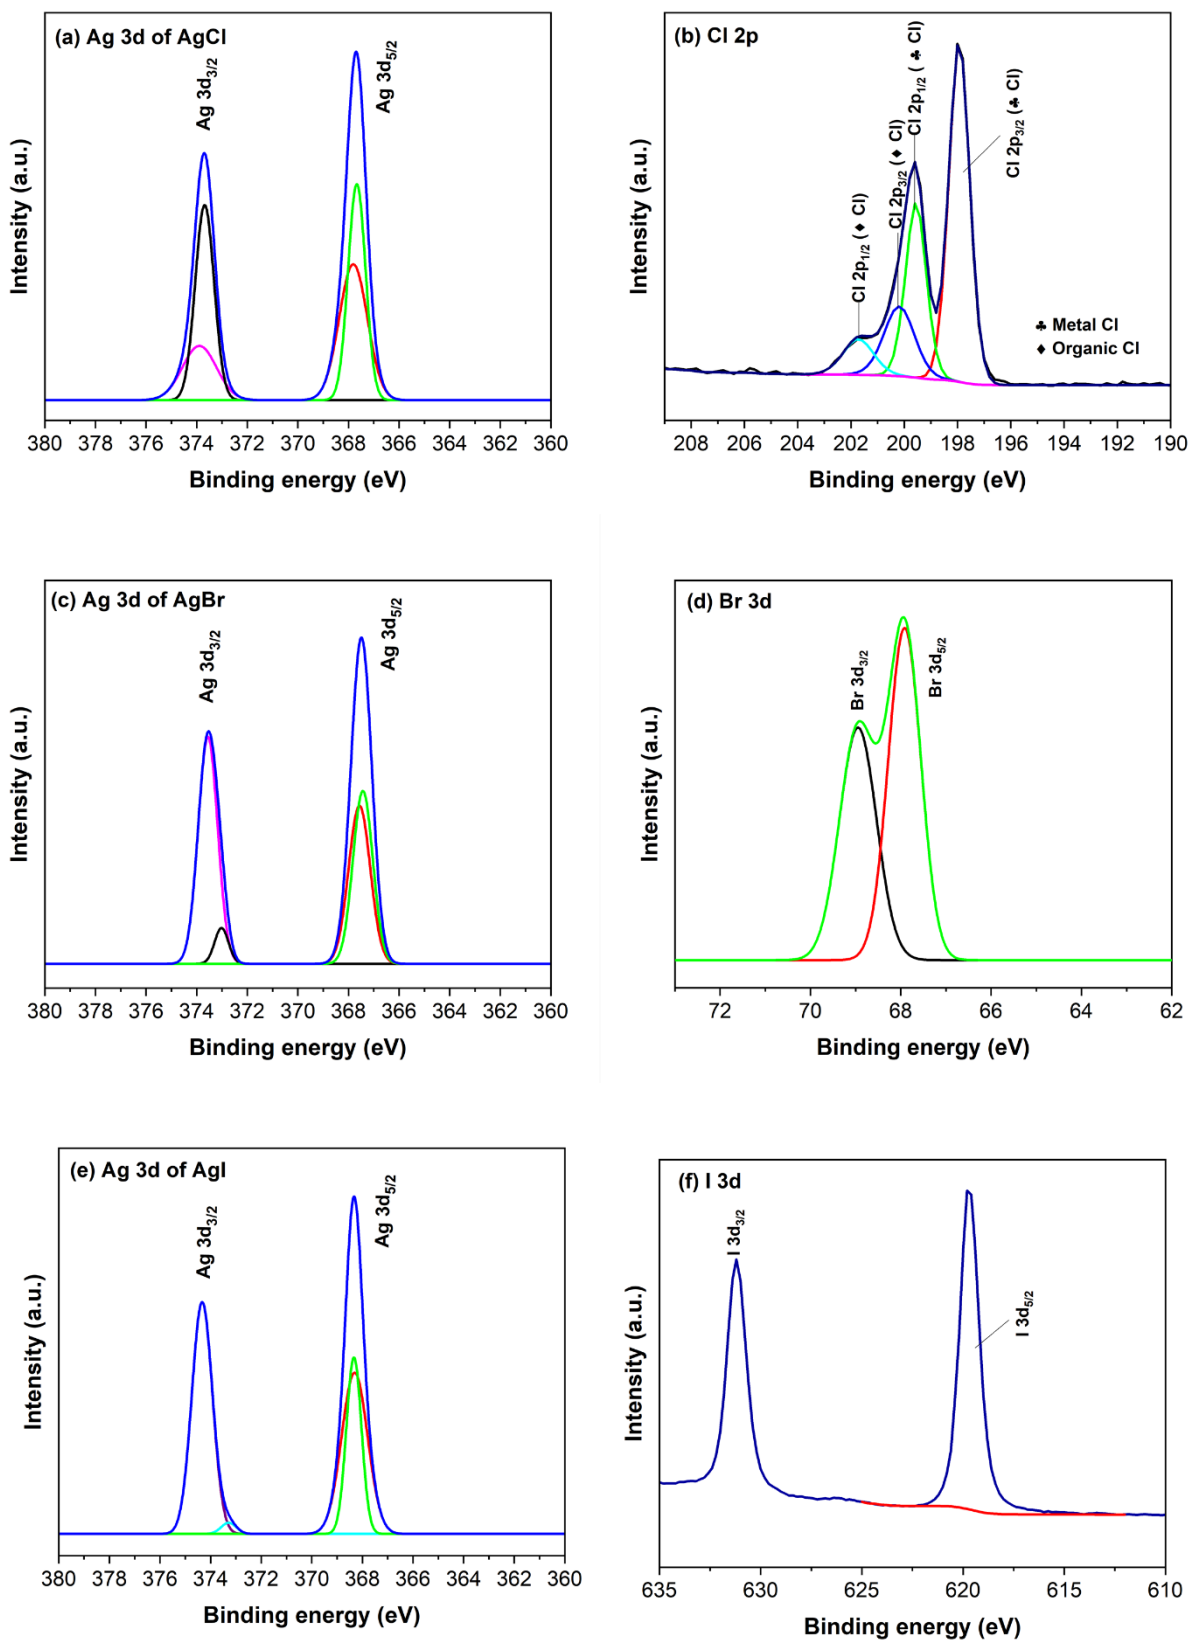 (a) Ag 3d of AgCl
Ag 3d3/2
Ag 3d5/2
Intensity (a.u.)
380 378 376 374 372 370 368 366 364 362 360
Binding energy (eV)
(b) Cl 2p
Cl 2p1/2 (♦ Cl)
Cl 2p3/2 (♦ Cl)
Cl 2p1/2 (♣ Cl)
Cl 2p3/2 (♣ Cl)
♣ Metal Cl
♦ Organic Cl
Intensity (a.u.)
208 206 204 202 200 198 196 194 192 190
Binding energy (eV)
(c) Ag 3d of AgBr
Ag 3d3/2
Ag 3d5/2
Intensity (a.u.)
380 378 376 374 372 370 368 366 364 362 360
Binding energy (eV)
(d) Br 3d
Br 3d3/2
Br 3d5/2
Intensity (a.u.)
72 70 68 66 64 62
Binding energy (eV)
(e) Ag 3d of AgI
Ag 3d3/2
Ag 3d5/2
Intensity (a.u.)
380 378 376 374 372 370 368 366 364 362 360
Binding energy (eV)
(f) I 3d
I 3d3/2
I 3d5/2
Intensity (a.u.)
635 630 625 620 615 610
Binding energy (eV)